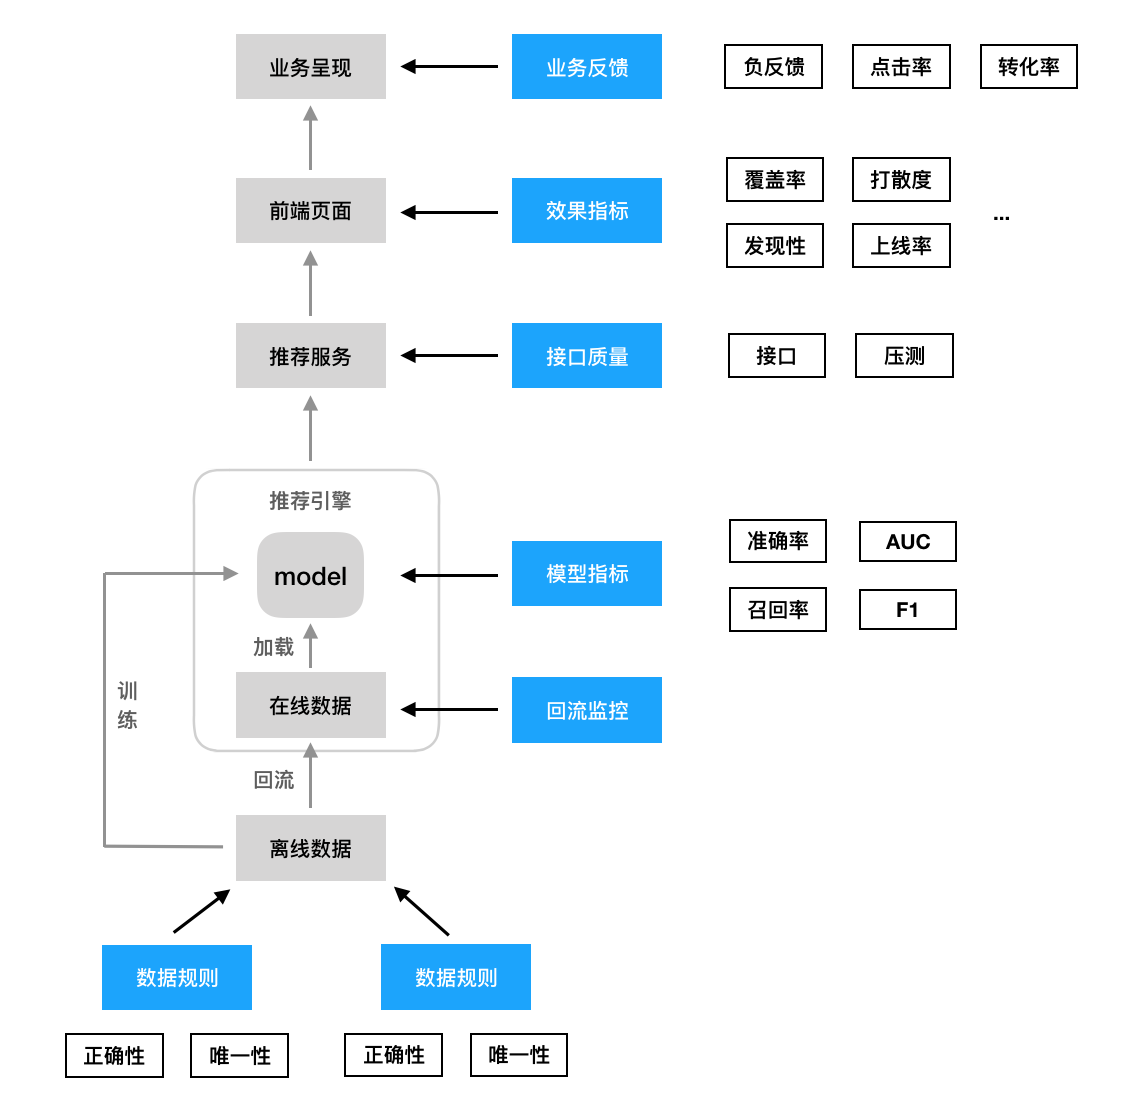 业务呈现
业务反馈
负反馈
点击率
转化率
前端页面
效果指标
覆盖率
打散度
...
发现性
上线率
推荐服务
接口质量
接口
压测
推荐引擎
model
模型指标
准确率
AUC
召回率
F1
加载
训
练
在线数据
回流监控
回流
离线数据
数据规则
数据规则
正确性
唯一性
正确性
唯一性